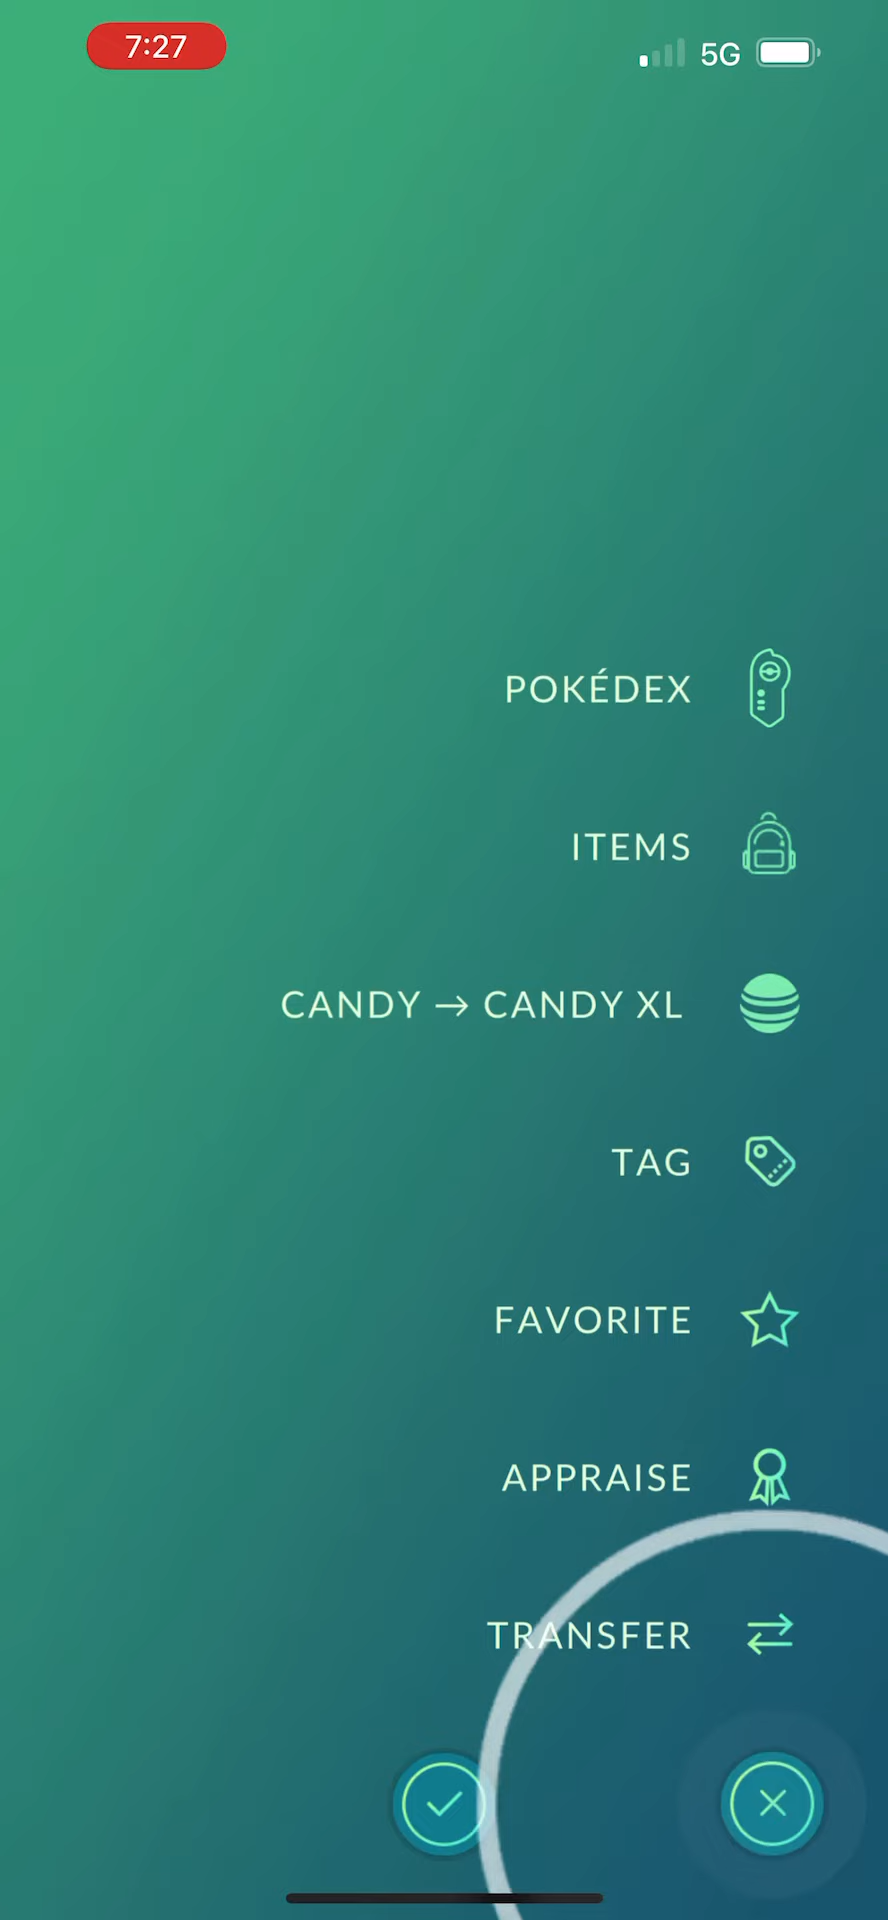 7:27
5G
POKÉDEX
ITEMS
CANDY → CANDY XL
TAG
FAVORITE
APPRAISE
TRANSFER